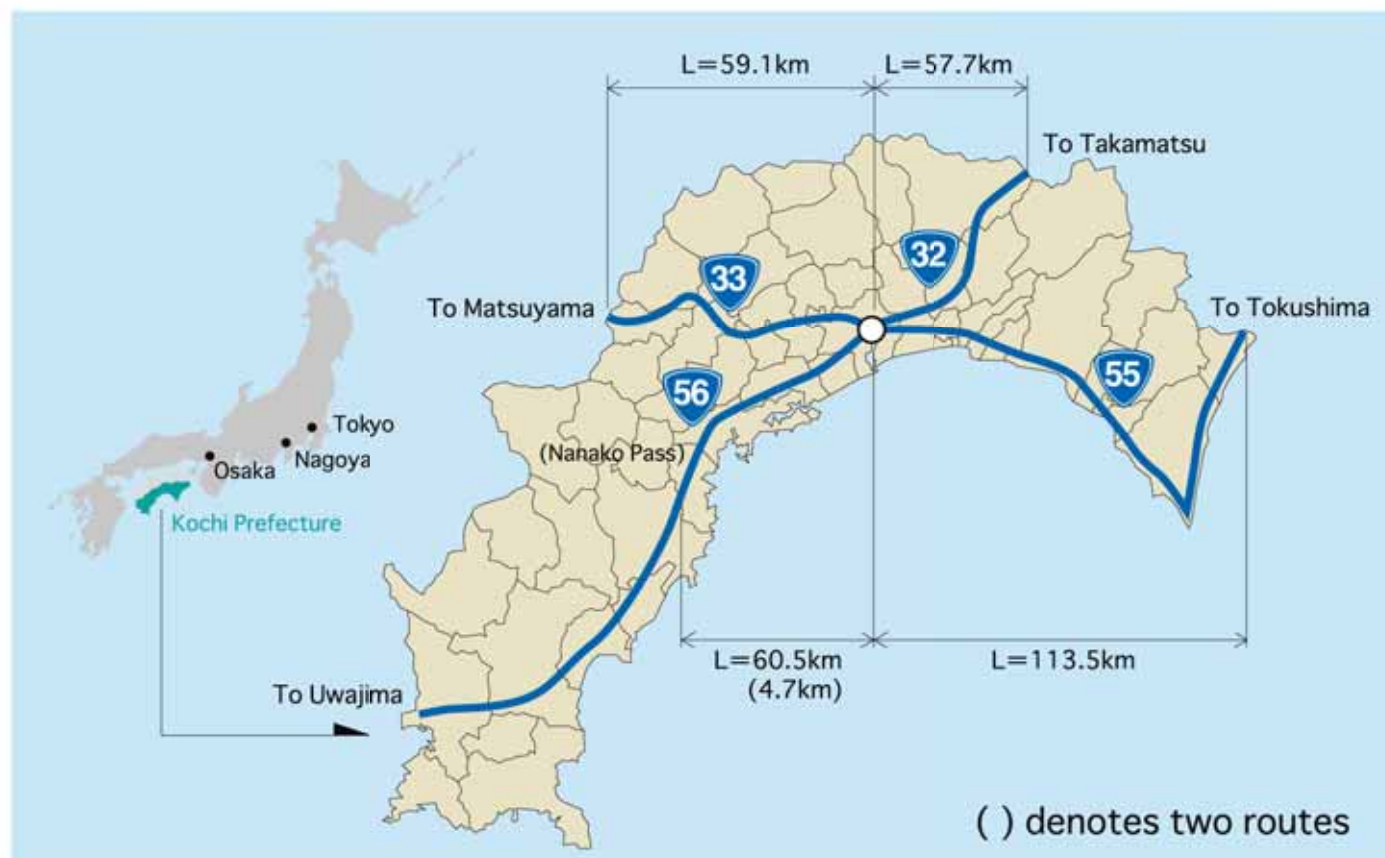 L=59.1km
L=57.7km
To Takamatsu
32
33
To Matsuyama
To Tokushima
56
55
Tokyo
Nagoya
Osaka
(Nanako Pass)
Kochi Prefecture
L=60.5km
(4.7km)
L=113.5km
To Uwajima
( ) denotes two routes